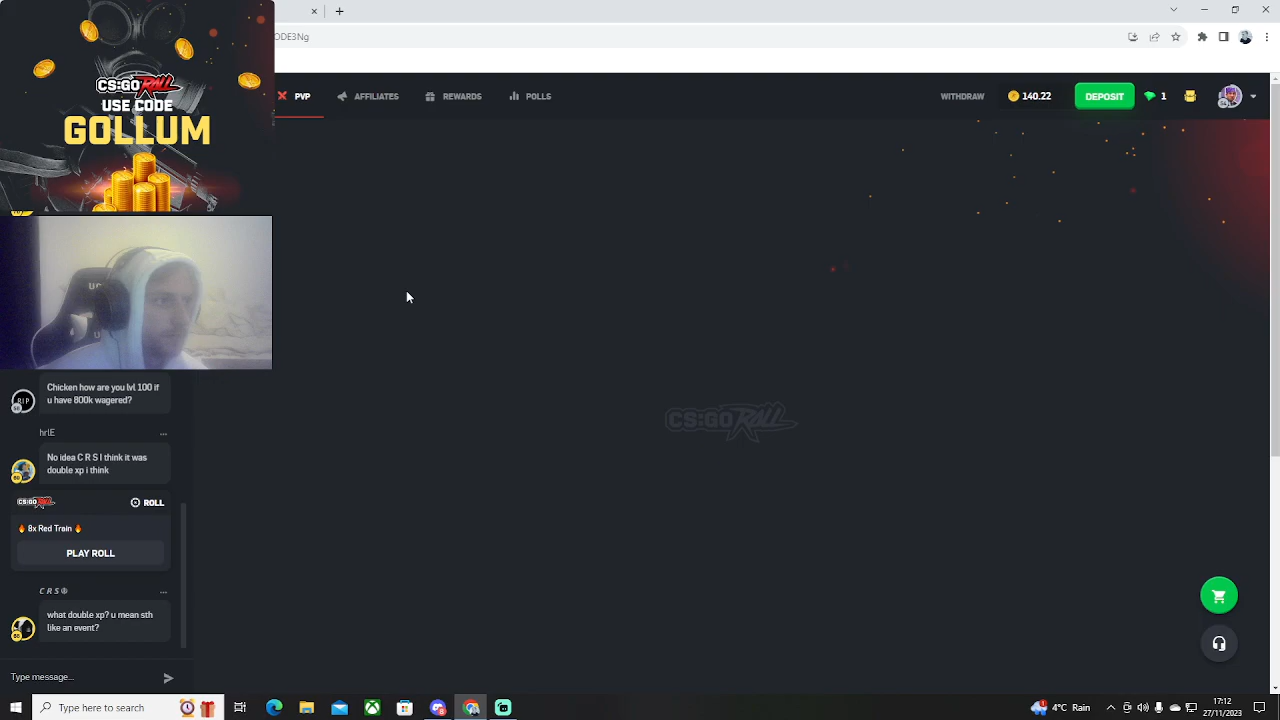 ODE3Ng
CS:GO ROLL
USE CODE
GOLLUM
PVP
AFFILIATES
REWARDS
POLLS
WITHDRAW
140.22
DEPOSIT
1
Chicken how are you lvl 100 if
u have 800k wagered?
hrlE
No idea C R S I think it was
double xp i think
CS:GO ROLL
ROLL
🔥 8x Red Train 🔥
PLAY ROLL
C R S
what double xp? u mean sth
like an event?
Type message...
CS:GO ROLL
Type here to search
4°C Rain
17:12
27/11/2023